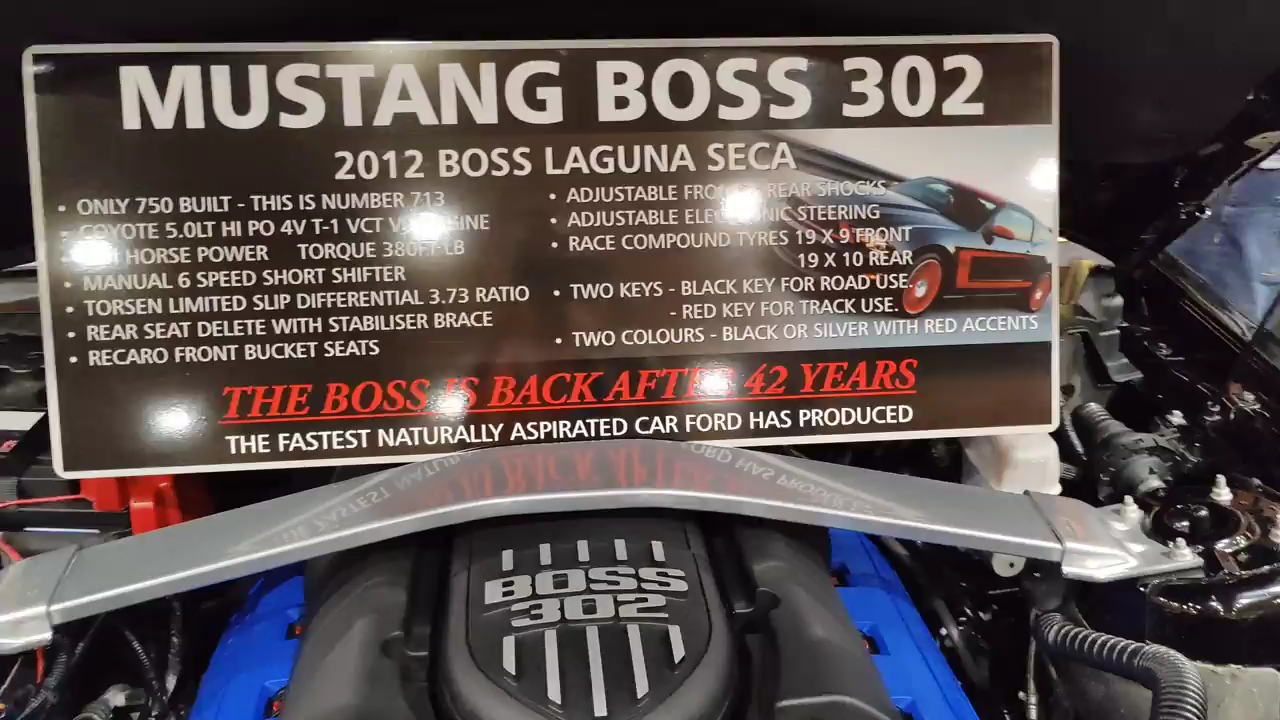 MUSTANG BOSS 302
2012 BOSS LAGUNA SECA
• ONLY 750 BUILT - THIS IS NUMBER 713
COYOTE 5.0LT HI PO 4V T-1 VCT
HORSE POWER TORQUE 380FT-LB
• MANUAL 6 SPEED SHORT SHIFTER
• TORSEN LIMITED SLIP DIFFERENTIAL 3.73 RATIO
• REAR SEAT DELETE WITH STABILISER BRACE
• RECARO FRONT BUCKET SEATS
• ADJUSTABLE REAR SHOCKS
• ADJUSTABLE STEERING
• RACE COMPOUND TYRES 19 X 9 FRONT
19 X 10 REAR
• TWO KEYS - BLACK KEY FOR ROAD USE.
- RED KEY FOR TRACK USE.
• TWO COLOURS - BLACK OR SILVER WITH RED ACCENTS
THE BOSS IS BACK AFTER 42 YEARS
THE FASTEST NATURALLY ASPIRATED CAR FORD HAS PRODUCED
BOSS
302